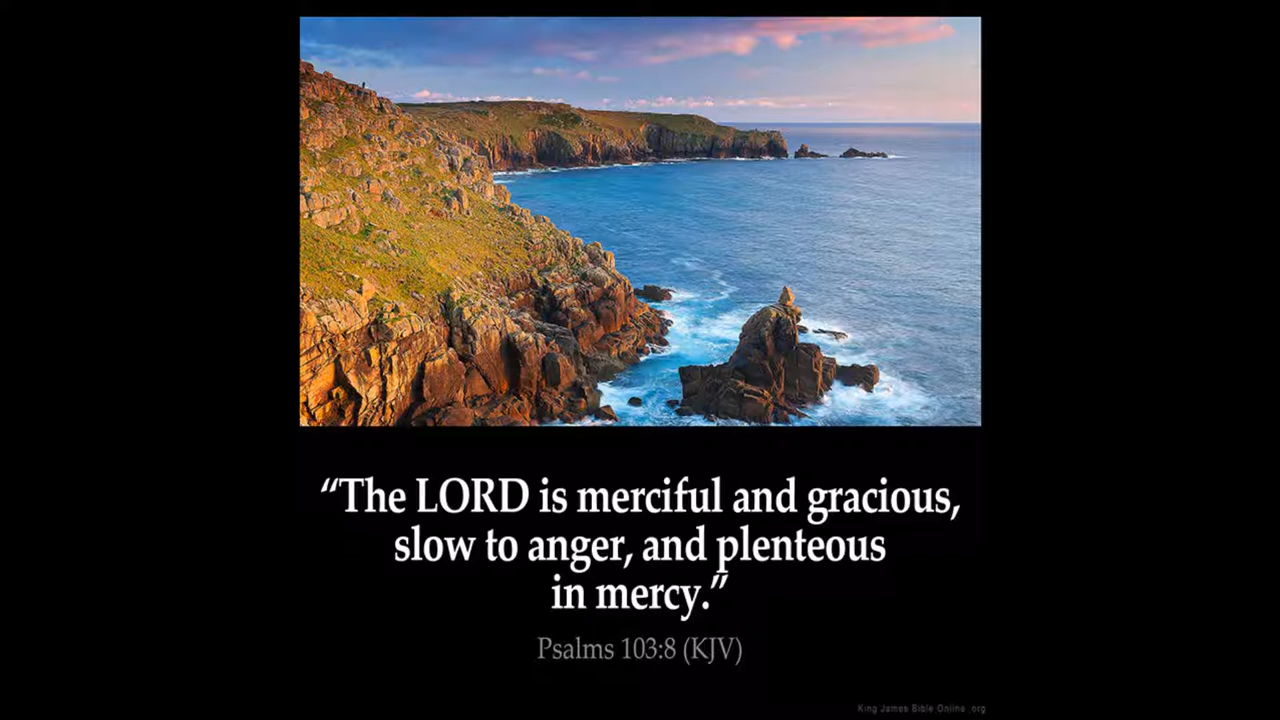 “The LORD is merciful and gracious,
slow to anger, and plenteous
in mercy.”
Psalms 103:8 (KJV)
King James Bible Online .org